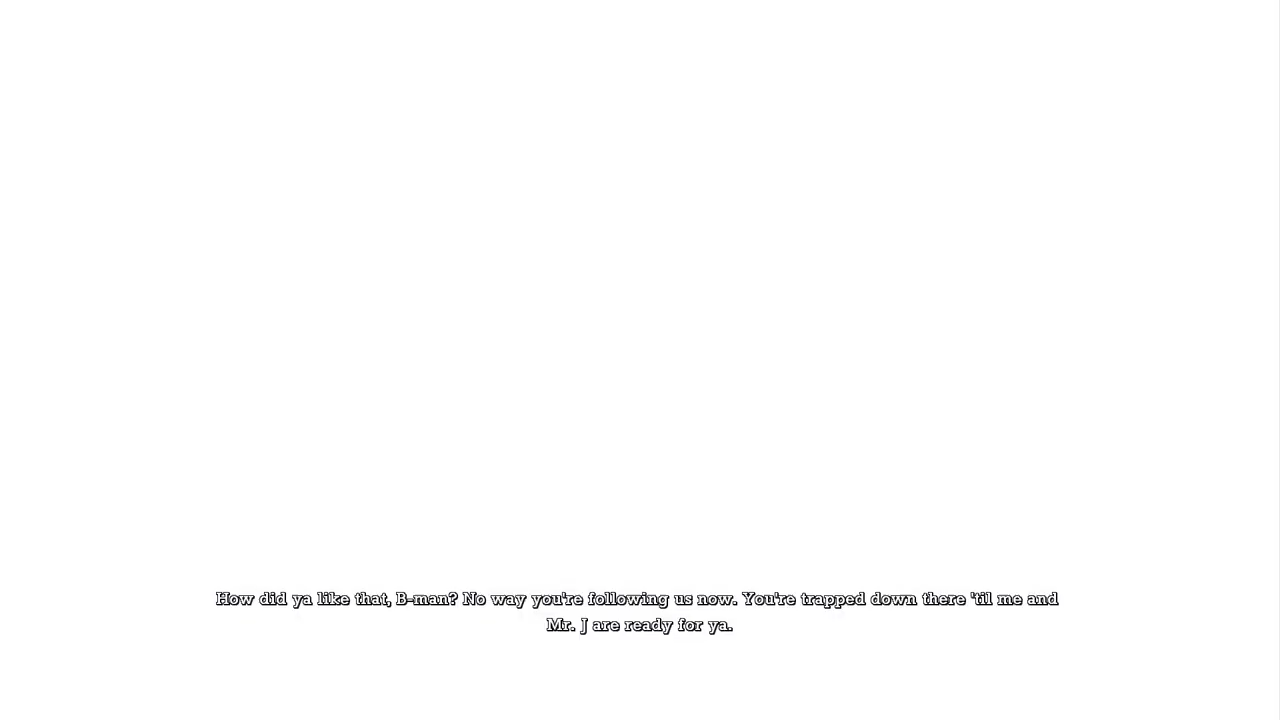 How did ya like that, B-man? No way you're following us now. You're trapped down there 'til me and
Mr. J are ready for ya.